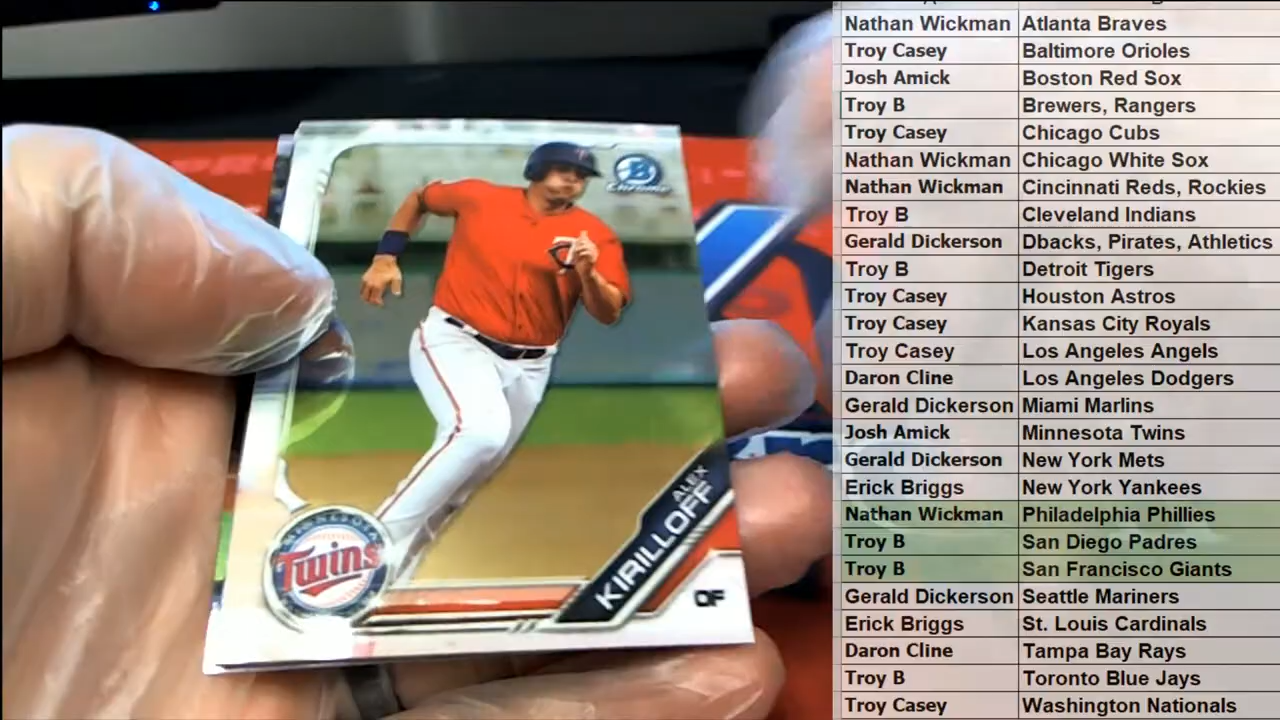 B
Chrome
ALEX
KIRILLOFF
OF
MINNESOTA
Twins
Nathan Wickman Atlanta Braves
Troy Casey Baltimore Orioles
Josh Amick Boston Red Sox
Troy B Brewers, Rangers
Troy Casey Chicago Cubs
Nathan Wickman Chicago White Sox
Nathan Wickman Cincinnati Reds, Rockies
Troy B Cleveland Indians
Gerald Dickerson Dbacks, Pirates, Athletics
Troy B Detroit Tigers
Troy Casey Houston Astros
Troy Casey Kansas City Royals
Troy Casey Los Angeles Angels
Daron Cline Los Angeles Dodgers
Gerald Dickerson Miami Marlins
Josh Amick Minnesota Twins
Gerald Dickerson New York Mets
Erick Briggs New York Yankees
Nathan Wickman Philadelphia Phillies
Troy B San Diego Padres
Troy B San Francisco Giants
Gerald Dickerson Seattle Mariners
Erick Briggs St. Louis Cardinals
Daron Cline Tampa Bay Rays
Troy B Toronto Blue Jays
Troy Casey Washington Nationals